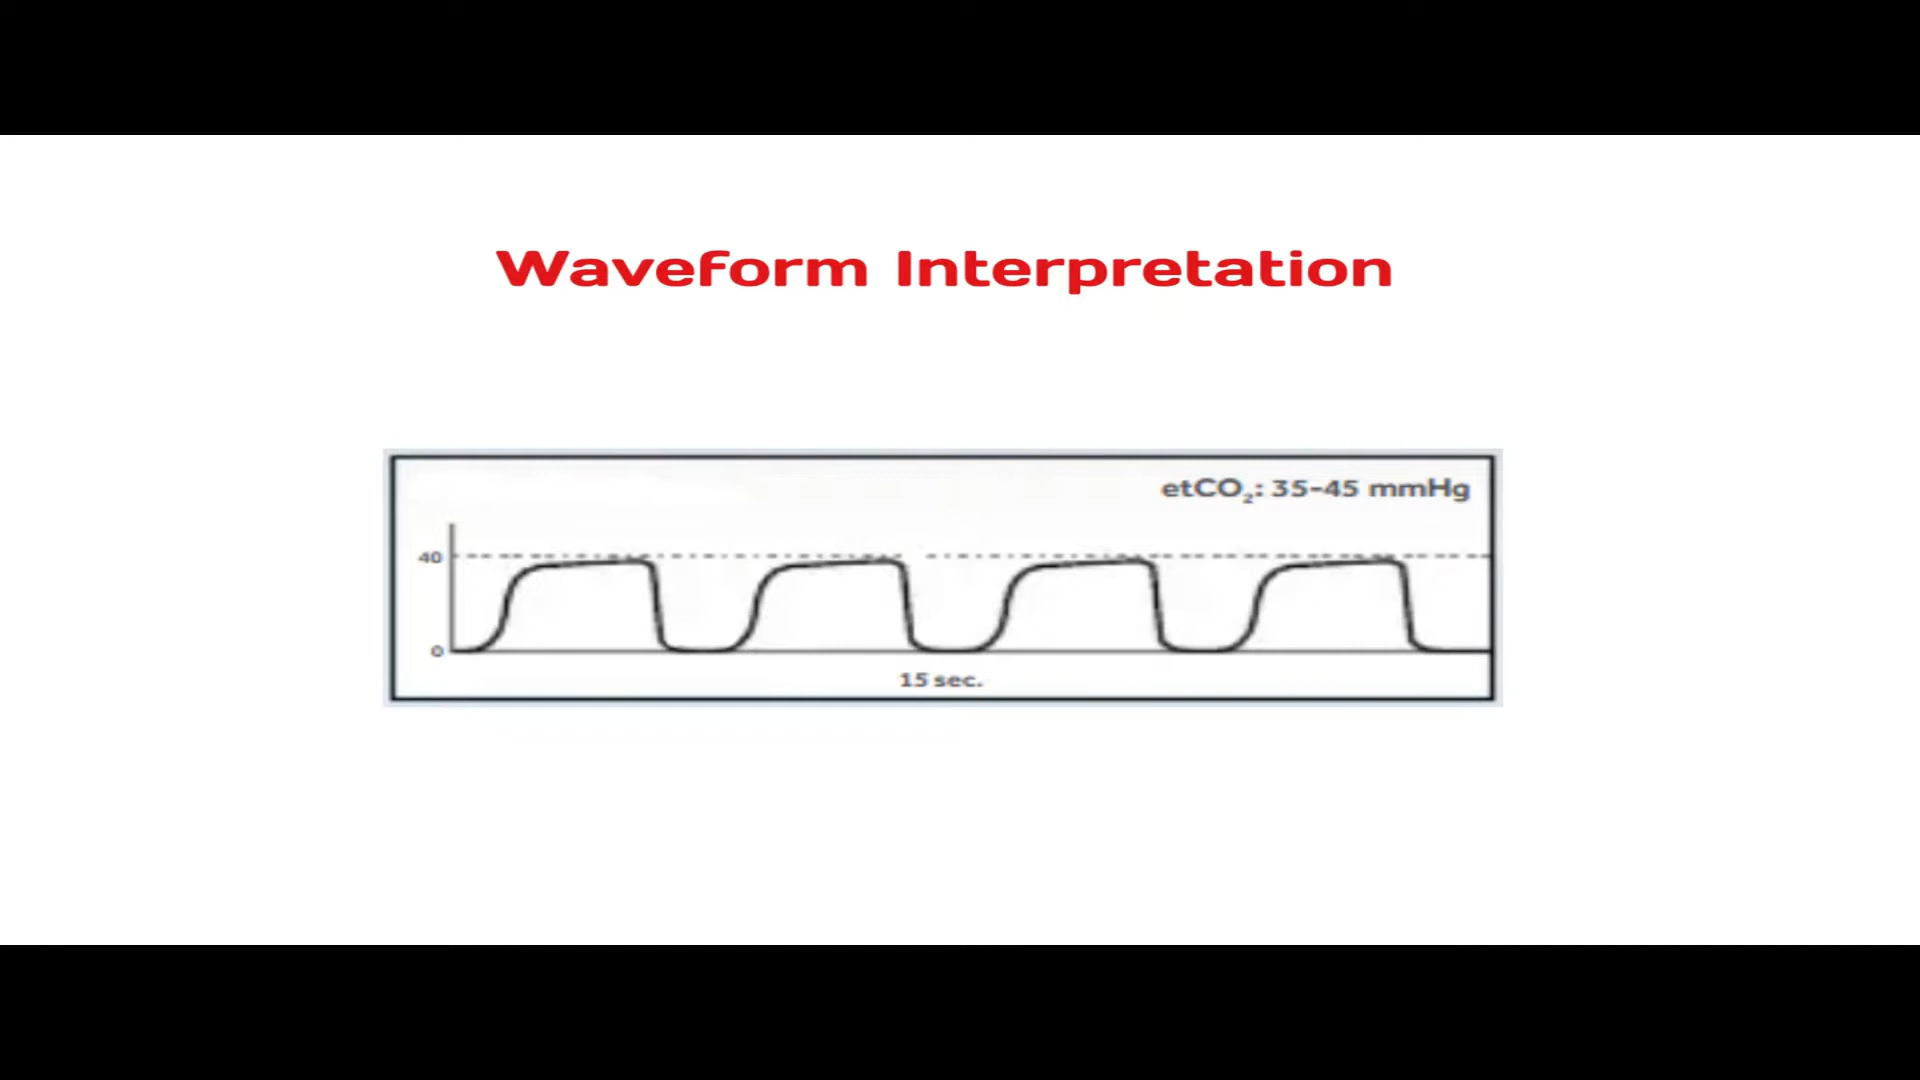 Waveform Interpretation
etCO₂: 35-45 mmHg
40
0
15 sec.